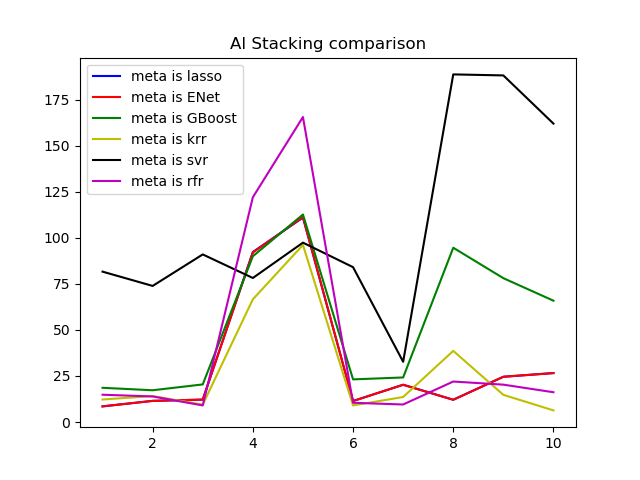 Al Stacking comparison
meta is lasso
meta is ENet
meta is GBoost
meta is krr
meta is svr
meta is rfr
175
150
125
100
75
50
25
0
2
4
6
8
10